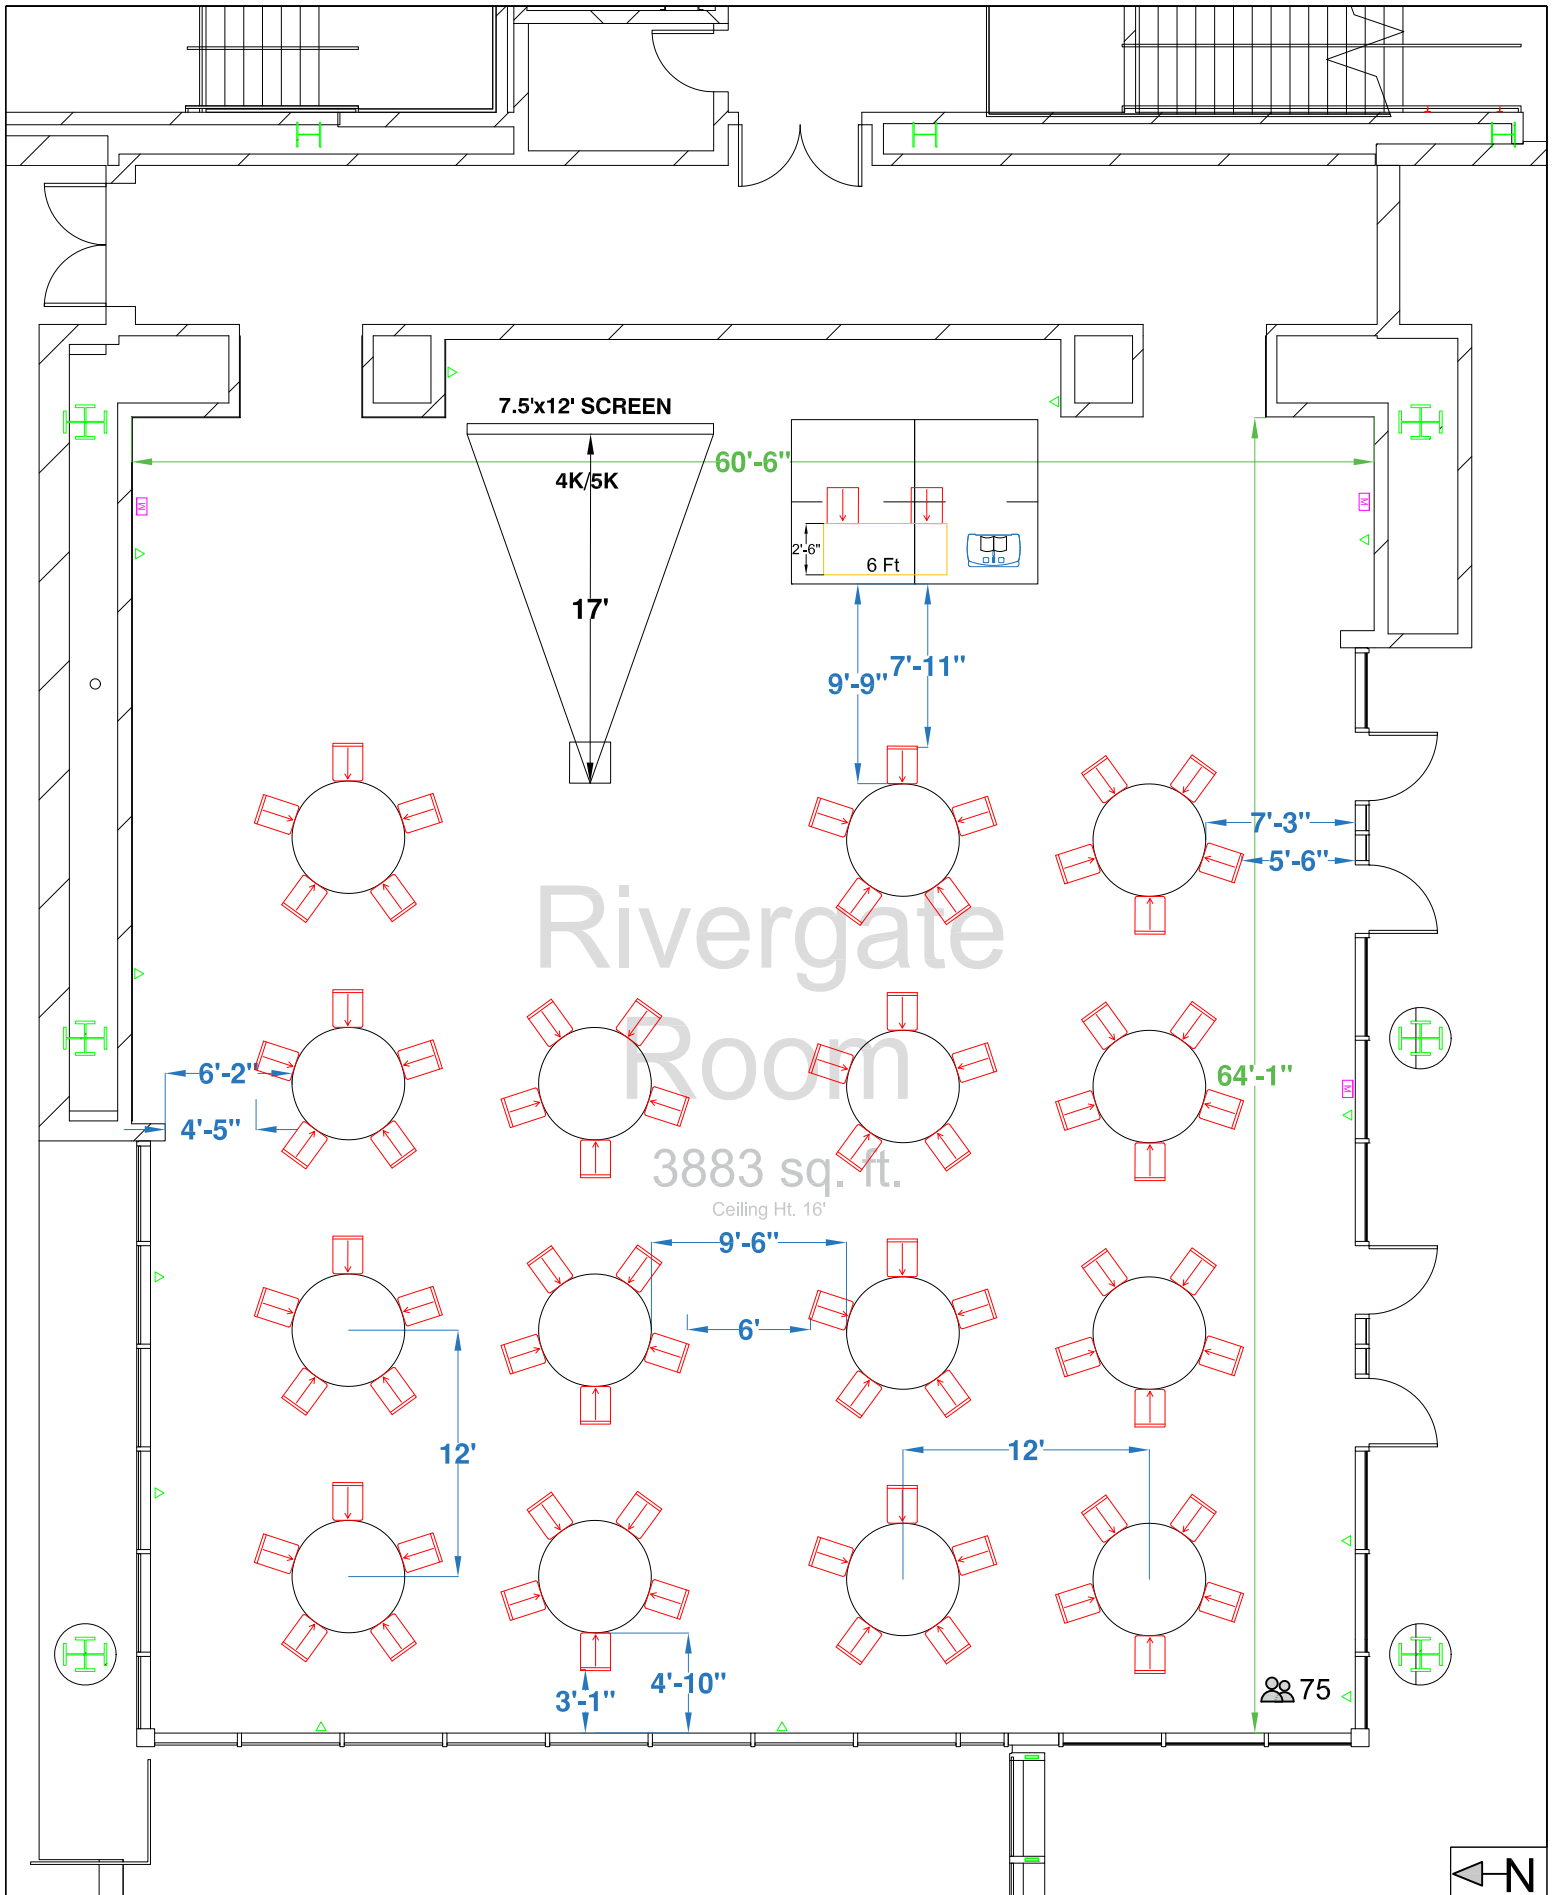 7.5'x12' SCREEN
60'-6"
4K/5K
M
M
2'-6"
6 Ft
17'
7'-11"
9'-9"
7'-3"
5'-6"
Rivergate
Room
6'-2"
64'-1"
M
4'-5"
3883 sq. ft.
Ceiling Ht. 16'
9'-6"
6'
12'
12'
4'-10"
3'-1"
75
N